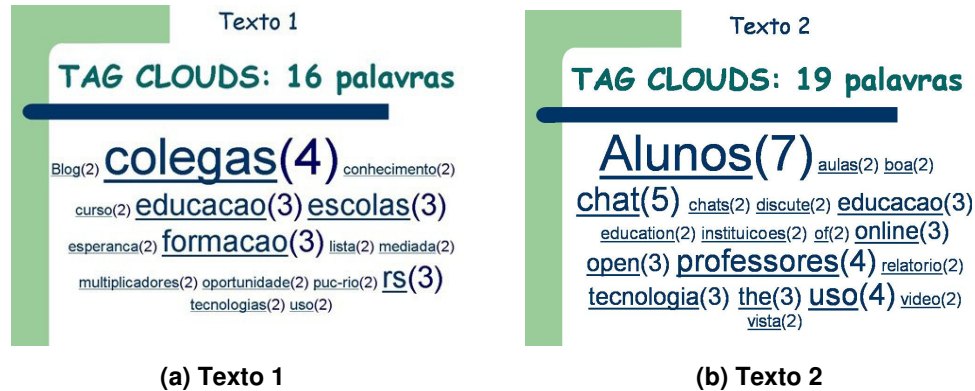 Texto 1
TAG CLOUDS: 16 palavras
Blog(2) colegas(4) conhecimento(2)
curso(2) educacao(3) escolas(3)
esperanca(2) formacao(3) lista(2) mediada(2)
multiplicadores(2) oportunidade(2) puc-rio(2) rs(3)
tecnologias(2) uso(2)
(a) Texto 1
Texto 2
TAG CLOUDS: 19 palavras
Alunos(7) aulas(2) boa(2)
chat(5) chats(2) discute(2) educacao(3)
education(2) instituicoes(2) of(2) online(3)
open(3) professores(4) relatorio(2)
tecnologia(3) the(3) uso(4) video(2)
vista(2)
(b) Texto 2